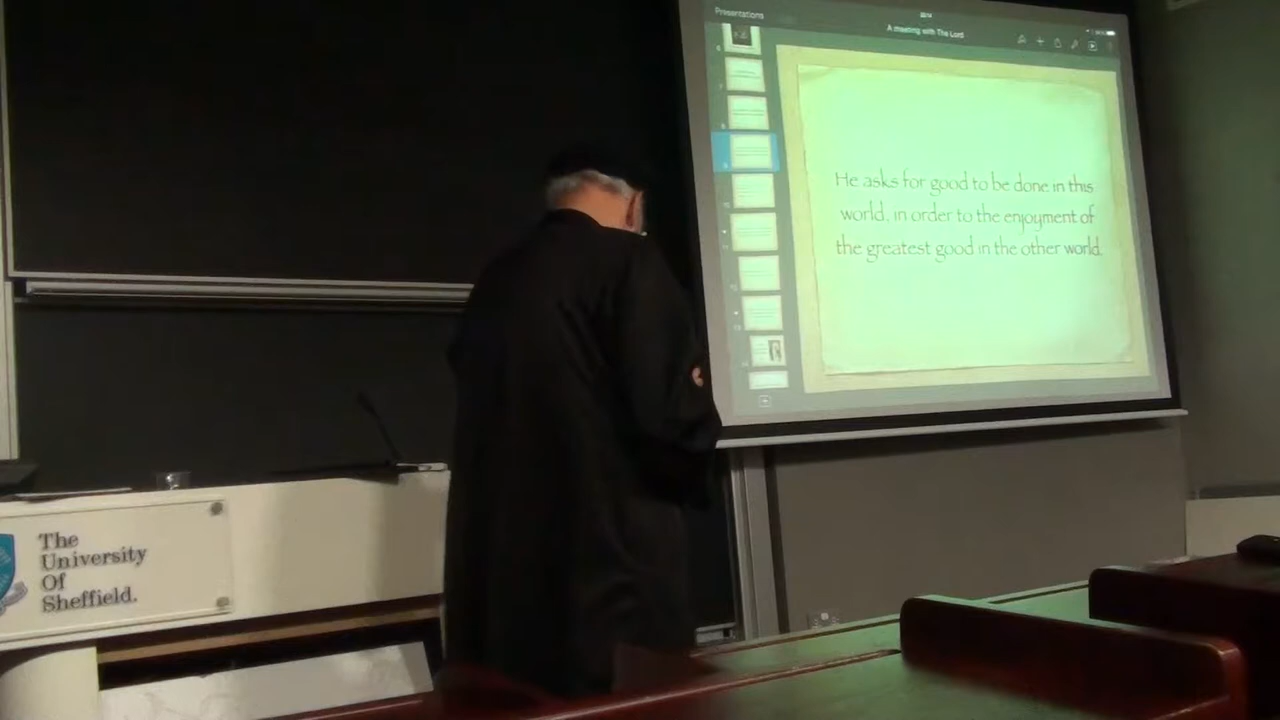 Presentations
A meeting with The Lord
He asks for good to be done in this
world, in order to the enjoyment of
the greatest good in the other world.
The
University
Of
Sheffield.